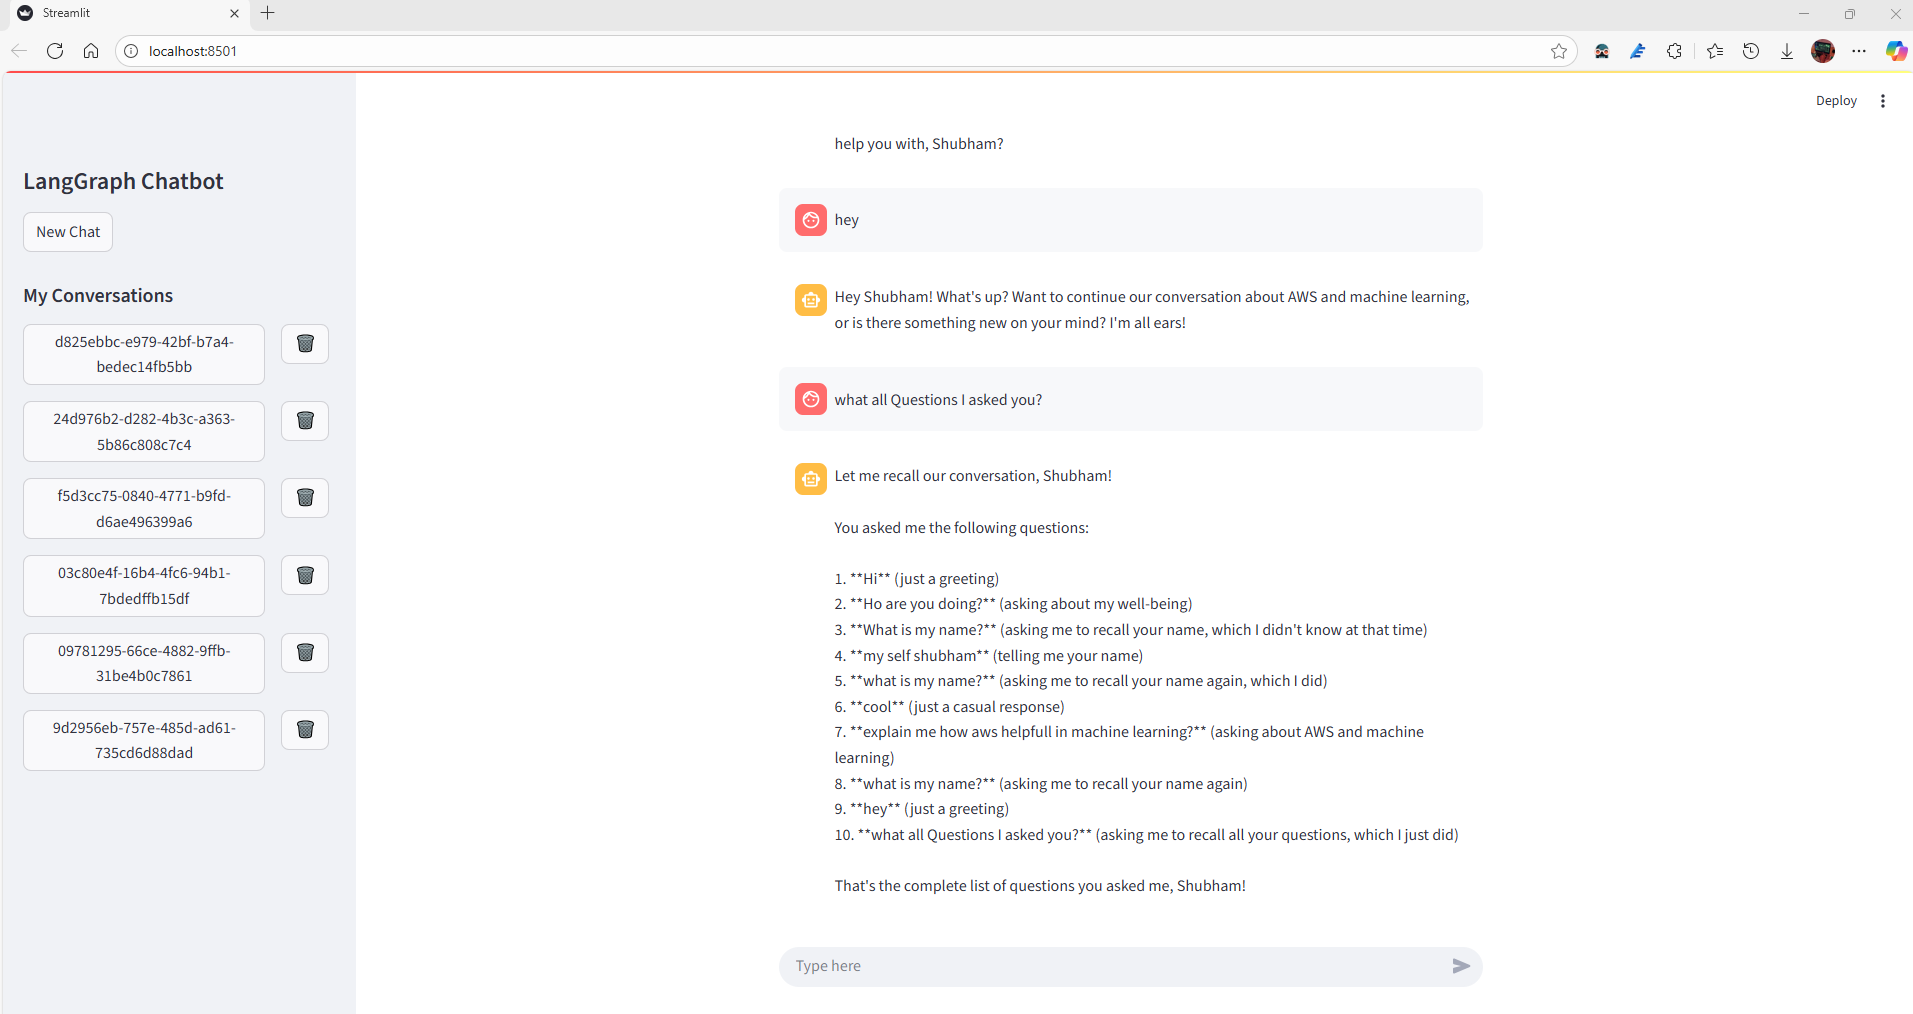 Streamlit
localhost:8501
Deploy
LangGraph Chatbot
New Chat
My Conversations
d825ebbc-e979-42bf-b7a4-
bedec14fb5bb
24d976b2-d282-4b3c-a363-
5b86c808c7c4
f5d3cc75-0840-4771-b9fd-
d6ae496399a6
03c80e4f-16b4-4fc6-94b1-
7bdedffb15df
09781295-66ce-4882-9ffb-
31be4b0c7861
9d2956eb-757e-485d-ad61-
735cd6d88dad
help you with, Shubham?
hey
Hey Shubham! What's up? Want to continue our conversation about AWS and machine learning,
or is there something new on your mind? I'm all ears!
what all Questions I asked you?
Let me recall our conversation, Shubham!
You asked me the following questions:
1. **Hi** (just a greeting)
2. **Ho are you doing?** (asking about my well-being)
3. **What is my name?** (asking me to recall your name, which I didn't know at that time)
4. **my self shubham** (telling me your name)
5. **what is my name?** (asking me to recall your name again, which I did)
6. **cool** (just a casual response)
7. **explain me how aws helpfull in machine learning?** (asking about AWS and machine
learning)
8. **what is my name?** (asking me to recall your name again)
9. **hey** (just a greeting)
10. **what all Questions I asked you?** (asking me to recall all your questions, which I just did)
That's the complete list of questions you asked me, Shubham!
Type here